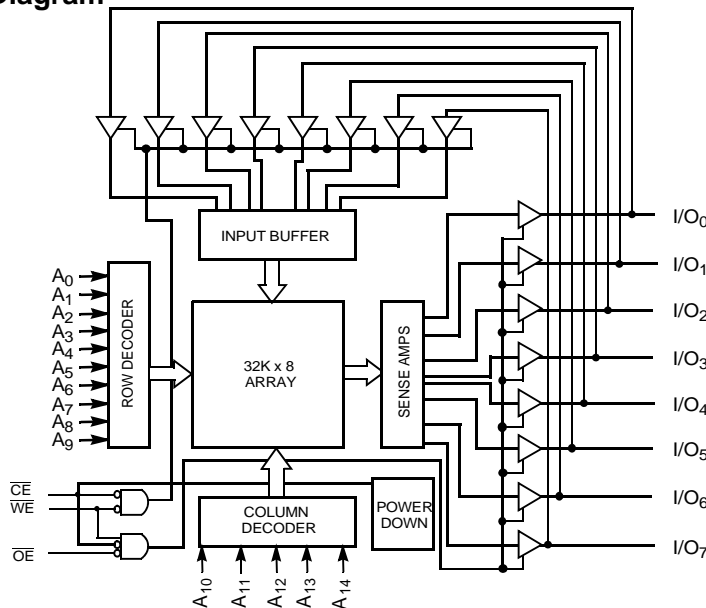 Diagram
INPUT BUFFER
A0
A1
A2
A3
A4
A5
A6
A7
A8
A9
ROW DECODER
32K x 8
ARRAY
SENSE AMPS
I/O0
I/O1
I/O2
I/O3
I/O4
I/O5
I/O6
I/O7
CE
WE
OE
COLUMN
DECODER
POWER
DOWN
A10
A11
A12
A13
A14